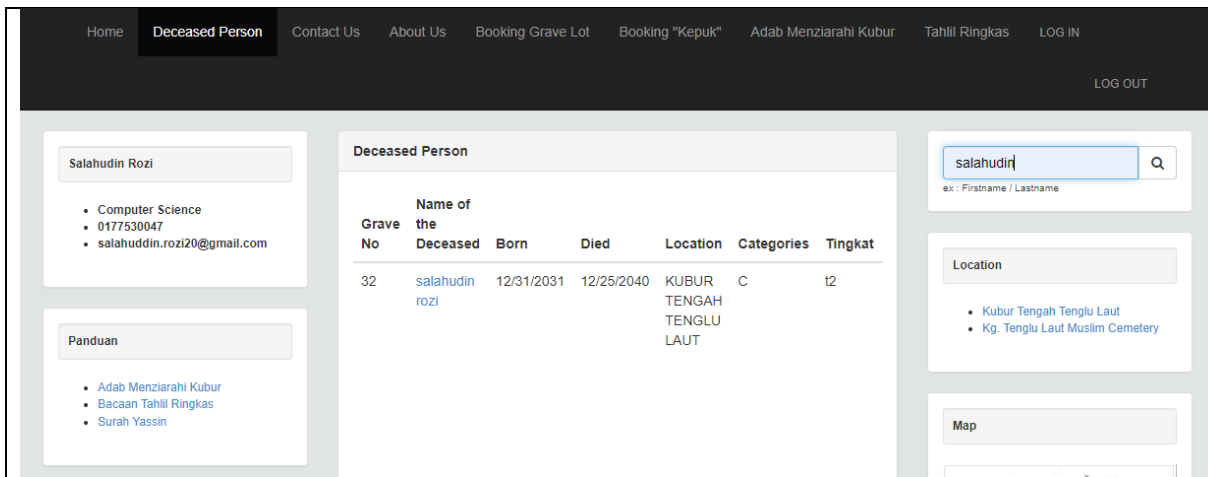 Home Deceased Person Contact Us About Us Booking Grave Lot Booking "Kepuk" Adab Menziarahi Kubur Tahlil Ringkas LOG IN
LOG OUT
Salahudin Rozi
Computer Science
0177530047
salahuddin.rozi20@gmail.com
Panduan
Adab Menziarahi Kubur
Bacaan Tahlil Ringkas
Surah Yassin
Deceased Person
Grave No Name of the Deceased Born Died Location Categories Tingkat
32 salahudin rozi 12/31/2031 12/25/2040 KUBUR TENGAH TENGLU LAUT C t2
salahudin
ex : Firstname / Lastname
Location
Kubur Tengah Tenglu Laut
Kg. Tenglu Laut Muslim Cemetery
Map